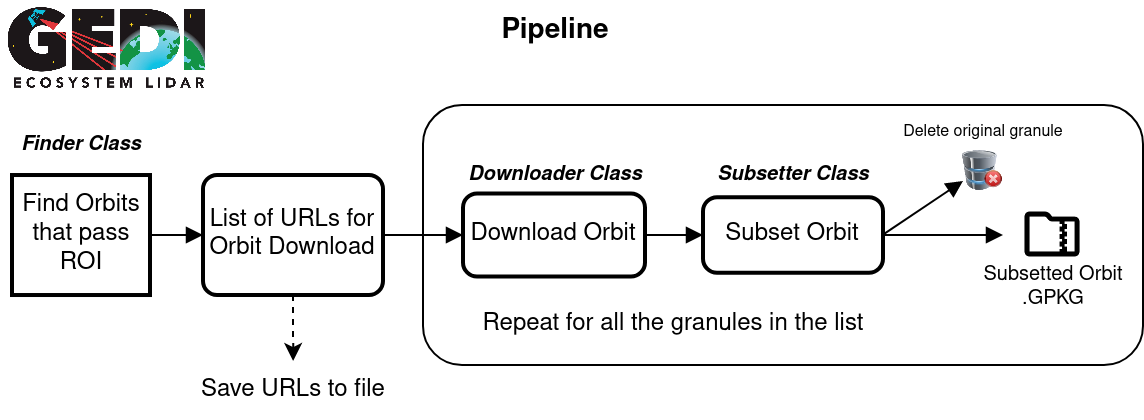 GEDI
ECOSYSTEM LIDAR
Pipeline
Finder Class
Find Orbits
that pass
ROI
List of URLs for
Orbit Download
Save URLs to file
Downloader Class
Download Orbit
Subsetter Class
Subset Orbit
Delete original granule
Subsetted Orbit
.GPKG
Repeat for all the granules in the list